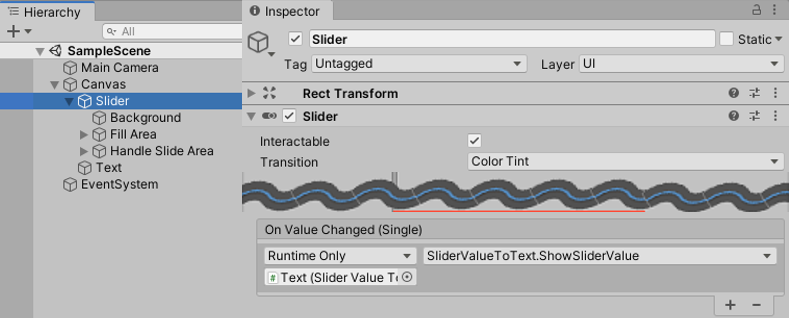 Hierarchy
All
SampleScene
Main Camera
Canvas
Slider
Background
Fill Area
Handle Slide Area
Text
EventSystem
Inspector
Slider
Static
Tag Untagged Layer UI
Rect Transform
Slider
Interactable
Transition Color Tint
On Value Changed (Single)
Runtime Only SliderValueToText.ShowSliderValue
Text (Slider Value To